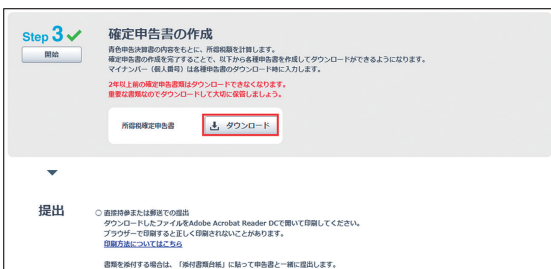 Step 3
開始
確定申告書の作成
青色申告決算書の内容をもとに、所得税額を計算します。
確定申告書の作成を完了することで、以下から各種申告書を作成してダウンロードができるようになります。
マイナンバー（個人番号）は各種申告書のダウンロード時に入力します。
2年以上前の確定申告書類はダウンロードできなくなります。
重要な書類なのでダウンロードして大切に保管しましょう。
所得税確定申告書
ダウンロード
提出
○ 直接持参または郵送での提出
ダウンロードしたファイルをAdobe Acrobat Reader DCで開いて印刷してください。
ブラウザーで印刷すると正しく印刷されないことがあります。
印刷方法についてはこちら
書類を添付する場合は、「添付書類台紙」に貼って申告書と一緒に提出します。